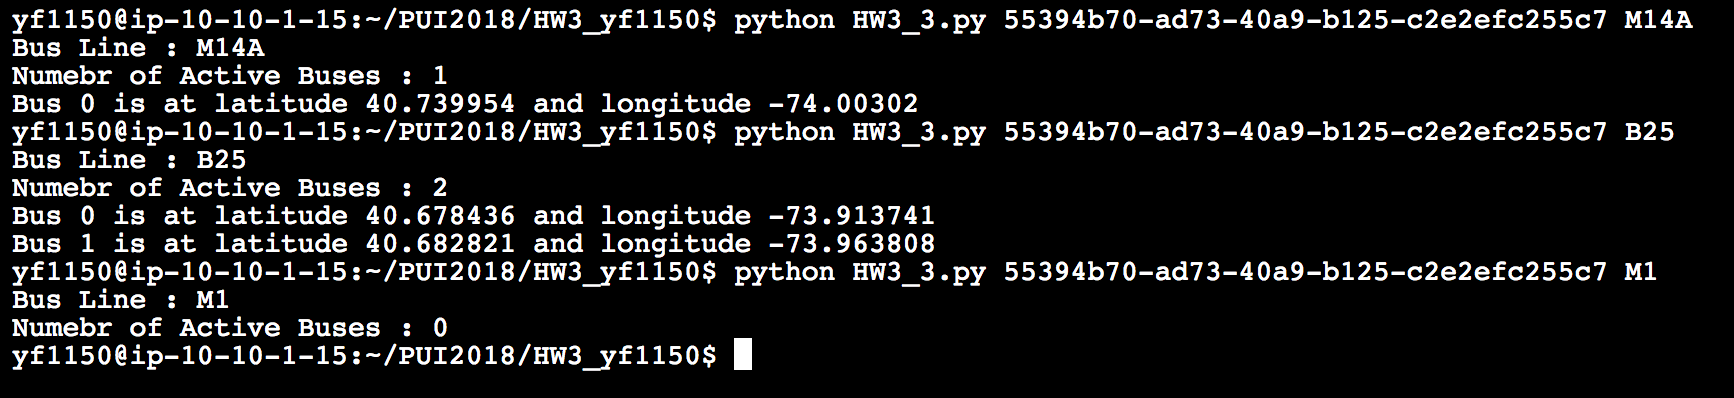 yf1150@ip-10-10-1-15:~/PUI2018/HW3_yf1150$ python HW3_3.py 55394b70-ad73-40a9-b125-c2e2efc255c7 M14A
Bus Line : M14A
Numebr of Active Buses : 1
Bus 0 is at latitude 40.739954 and longitude -74.00302
yf1150@ip-10-10-1-15:~/PUI2018/HW3_yf1150$ python HW3_3.py 55394b70-ad73-40a9-b125-c2e2efc255c7 B25
Bus Line : B25
Numebr of Active Buses : 2
Bus 0 is at latitude 40.678436 and longitude -73.913741
Bus 1 is at latitude 40.682821 and longitude -73.963808
yf1150@ip-10-10-1-15:~/PUI2018/HW3_yf1150$ python HW3_3.py 55394b70-ad73-40a9-b125-c2e2efc255c7 M1
Bus Line : M1
Numebr of Active Buses : 0
yf1150@ip-10-10-1-15:~/PUI2018/HW3_yf1150$